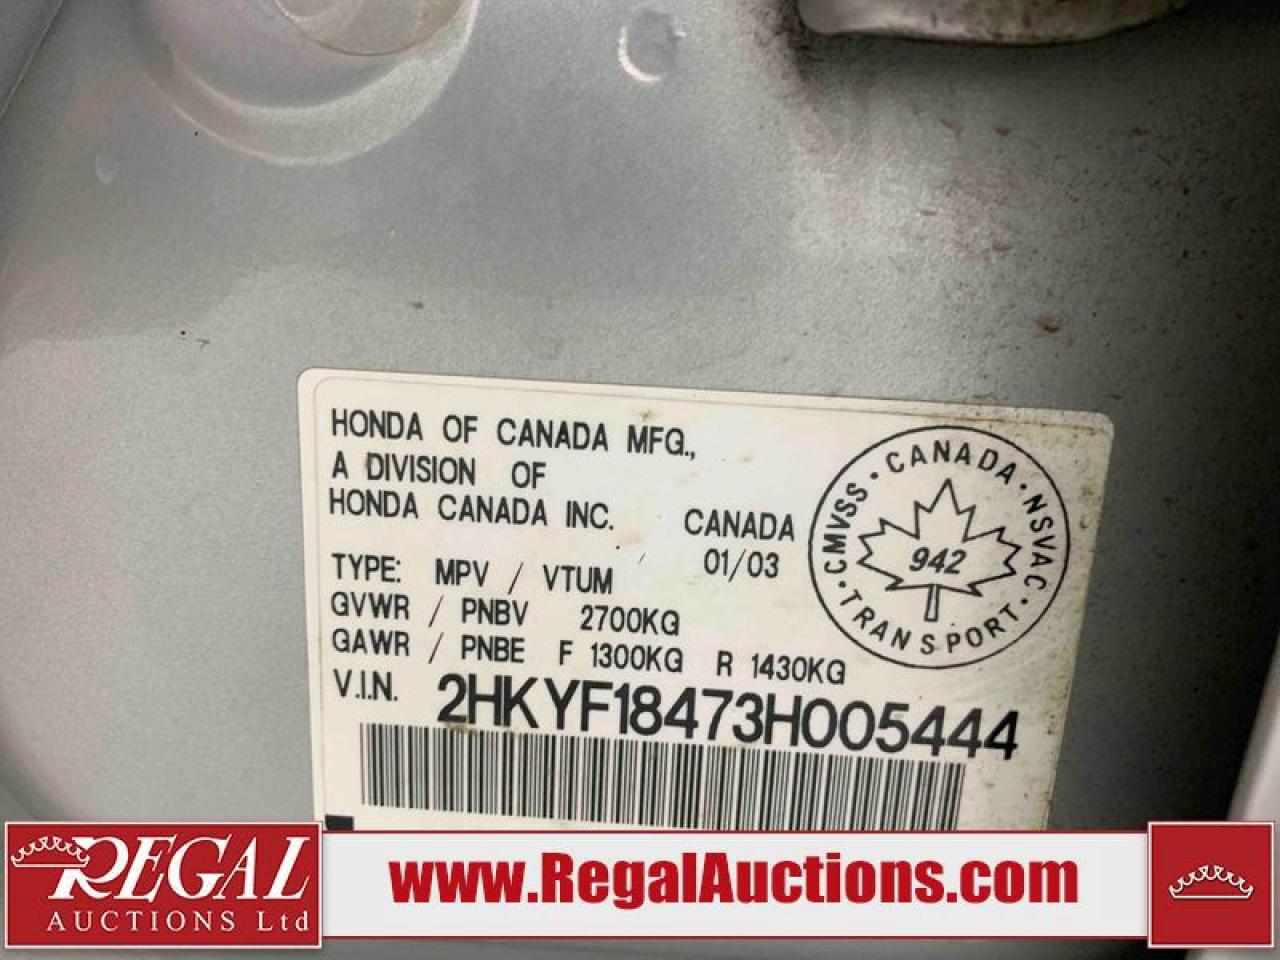 HONDA OF CANADA MFG.,
A DIVISION OF
HONDA CANADA INC.
CANADA
01/03
TYPE: MPV / VTUM
GVWR / PNBV 2700KG
GAWR / PNBE F 1300KG R 1430KG
V.I.N. 2HKYF18473H005444
CMVSS · CANADA · NSVAC · TRANSPORT ·
942
REGAL
AUCTIONS Ltd
www.RegalAuctions.com